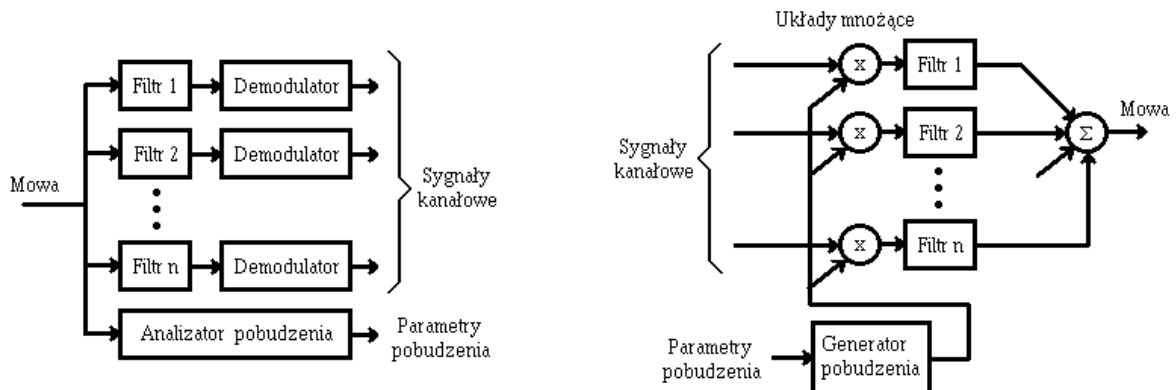 Mowa
Filtr 1
Demodulator
Filtr 2
Demodulator
Filtr n
Demodulator
Analizator pobudzenia
Sygnały
kanałowe
Parametry
pobudzenia
Układy mnożące
Sygnały
kanałowe
x
Filtr 1
x
Filtr 2
x
Filtr n
Σ
Mowa
Parametry
pobudzenia
Generator
pobudzenia